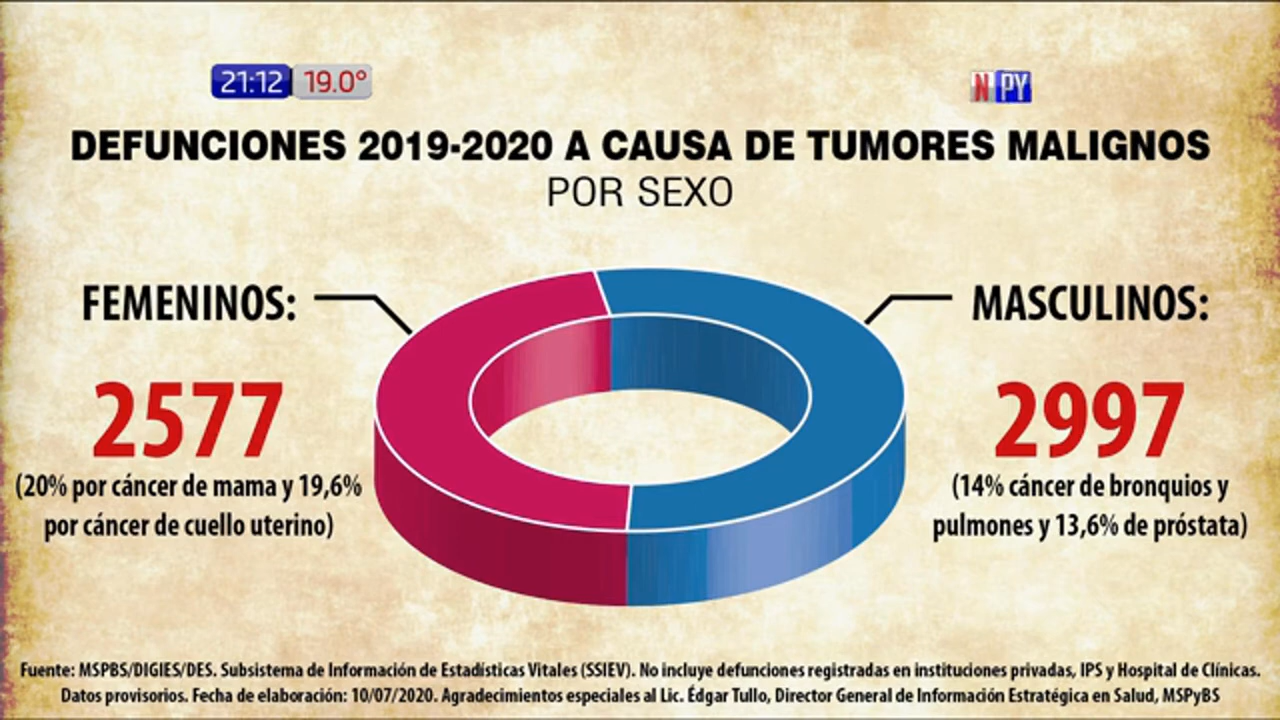 21:12 19.0°
NPY
DEFUNCIONES 2019-2020 A CAUSA DE TUMORES MALIGNOS
POR SEXO
FEMENINOS:
2577
(20% por cáncer de mama y 19,6%
por cáncer de cuello uterino)
MASCULINOS:
2997
(14% cáncer de bronquios y
pulmones y 13,6% de próstata)
Fuente: MSPBS/DIGIES/DES. Subsistema de Información de Estadísticas Vitales (SSIEV). No incluye defunciones registradas en instituciones privadas, IPS y Hospital de Clínicas.
Datos provisorios. Fecha de elaboración: 10/07/2020. Agradecimientos especiales al Lic. Édgar Tullo, Director General de Información Estratégica en Salud, MSPyBS